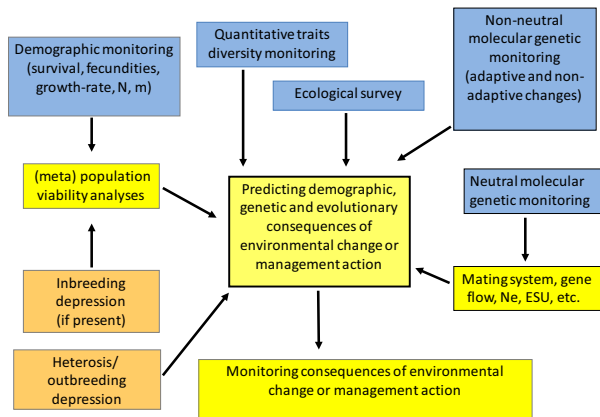 Demographic monitoring
(survival, fecundities,
growth-rate, N, m)
Quantitative traits
diversity monitoring
Non-neutral
molecular genetic
monitoring
(adaptive and non-
adaptive changes)
Ecological survey
(meta) population
viability analyses
Predicting demographic,
genetic and evolutionary
consequences of
environmental change or
management action
Neutral molecular
genetic monitoring
Inbreeding
depression
(if present)
Mating system, gene
flow, Ne, ESU, etc.
Heterosis/
outbreeding
depression
Monitoring consequences of environmental
change or management action